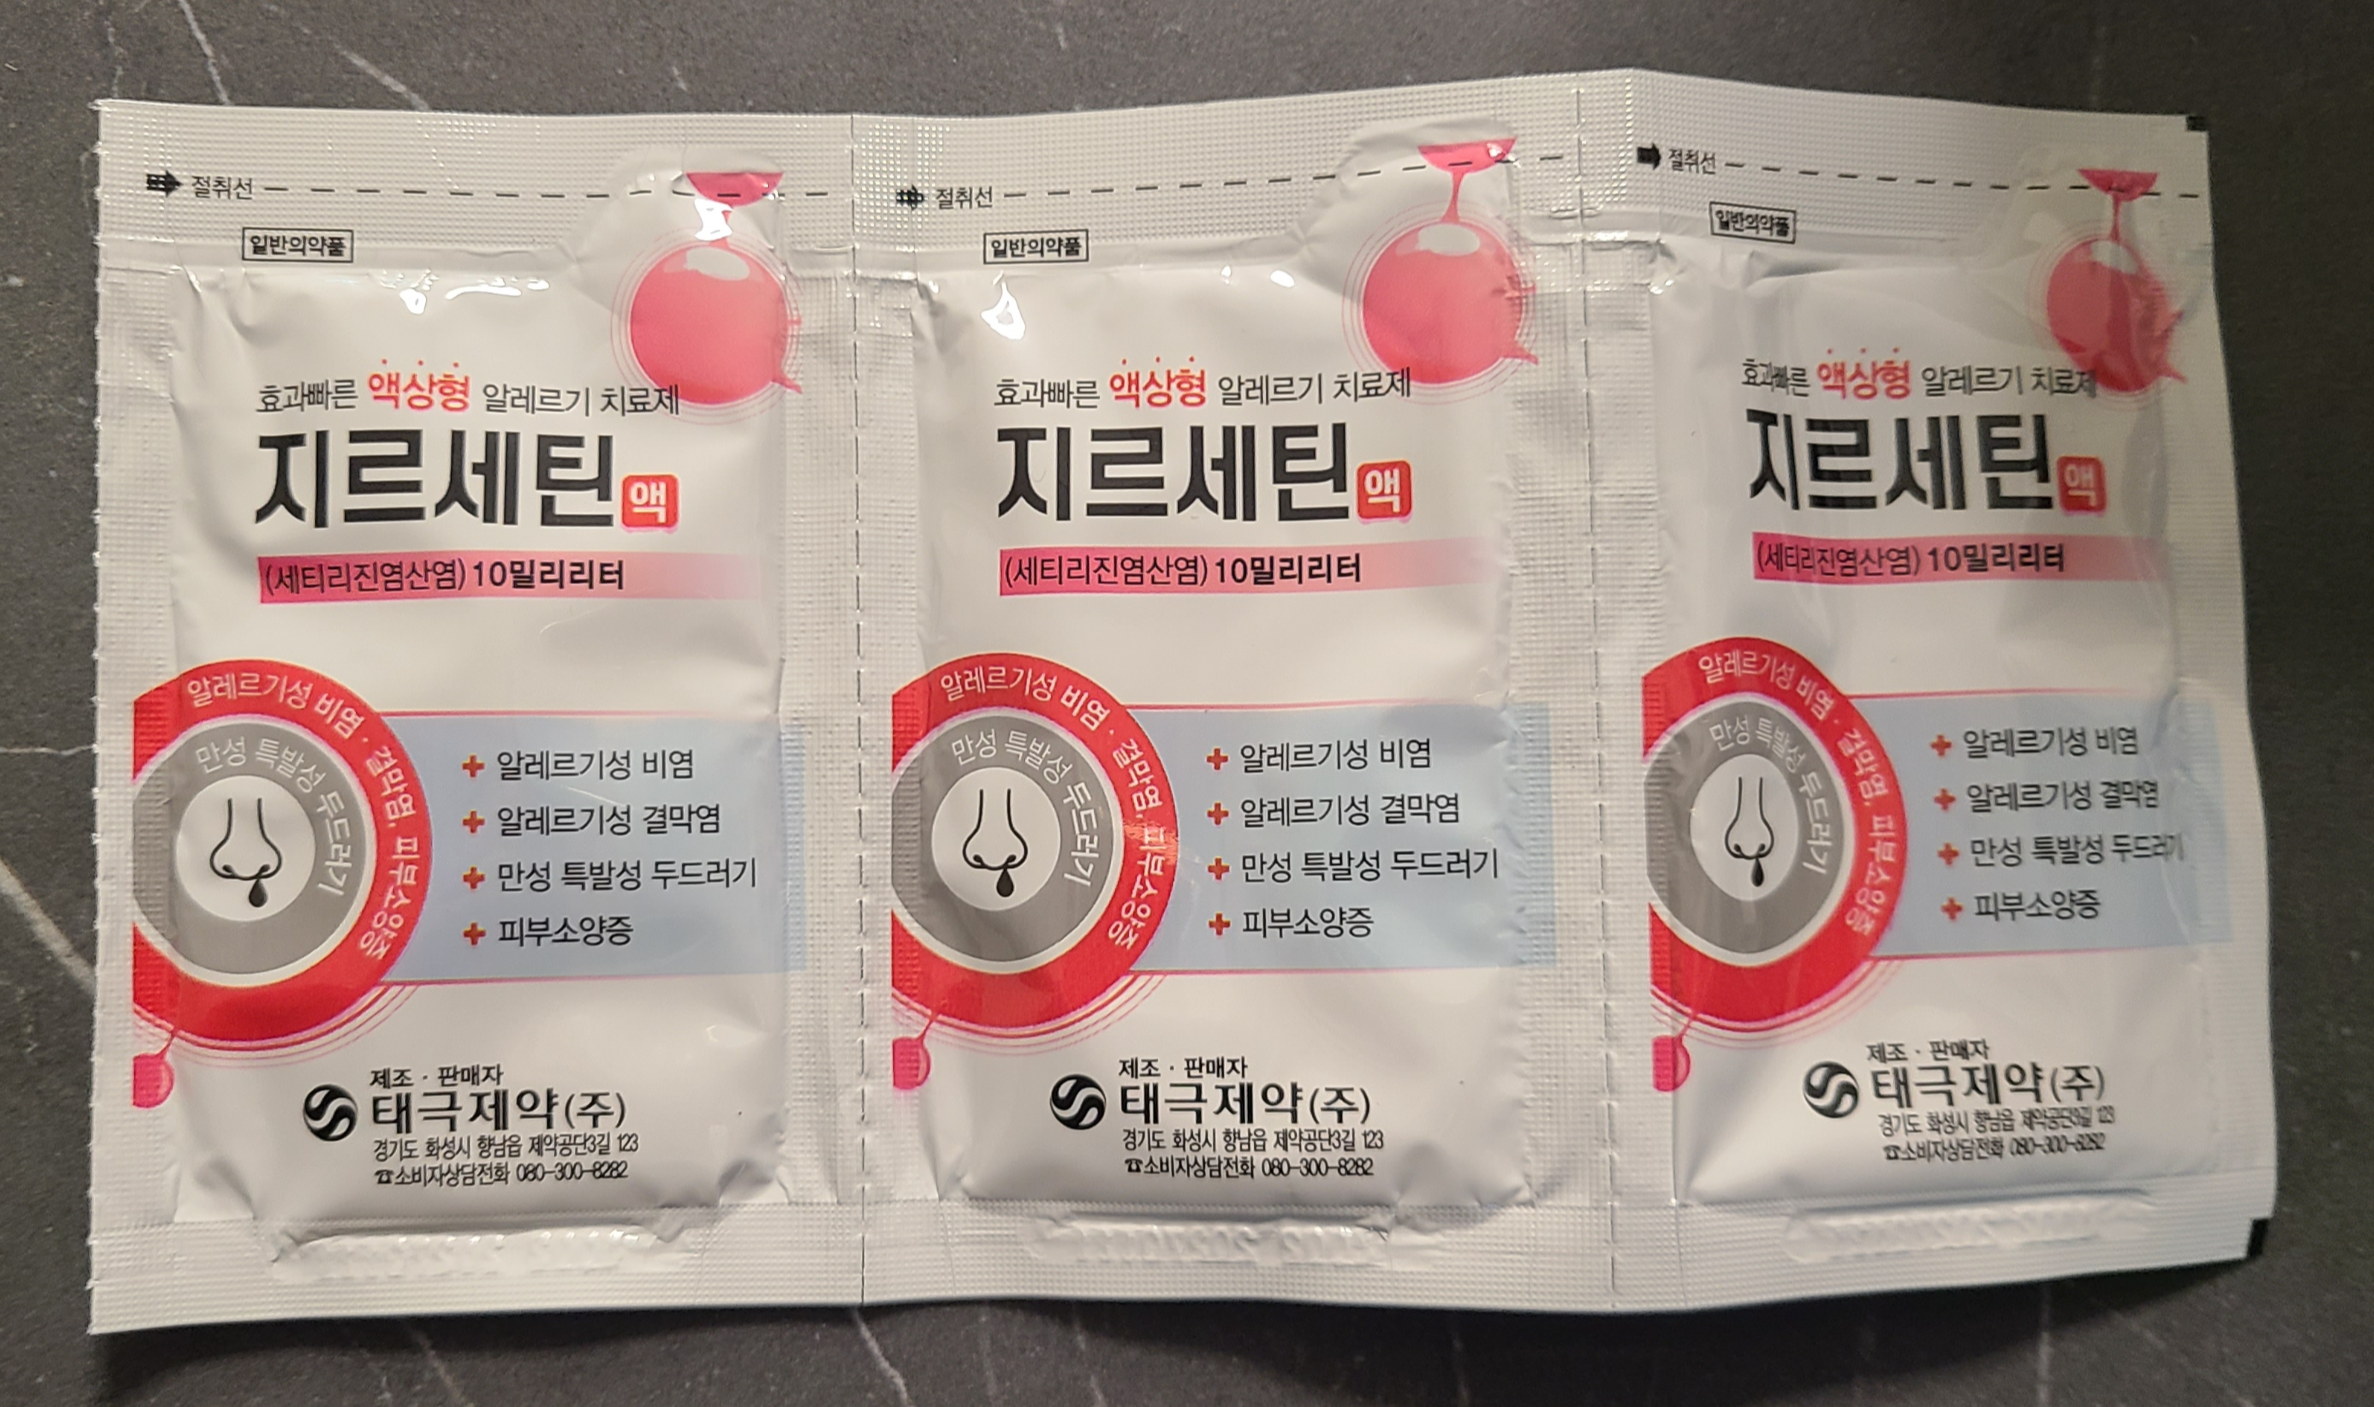 절취선
일반의약품
효과빠른 액상형 알레르기 치료제
지르세틴액
(세티리진염산염) 10밀리리터
알레르기성 비염 · 결막염, 피부소양증
만성 특발성 두드러기
+ 알레르기성 비염
+ 알레르기성 결막염
+ 만성 특발성 두드러기
+ 피부소양증
제조 · 판매자
태극제약(주)
경기도 화성시 향남읍 제약공단3길 123
☎소비자상담전화 080-300-8282
절취선
일반의약품
효과빠른 액상형 알레르기 치료제
지르세틴액
(세티리진염산염) 10밀리리터
알레르기성 비염 · 결막염, 피부소양증
만성 특발성 두드러기
+ 알레르기성 비염
+ 알레르기성 결막염
+ 만성 특발성 두드러기
+ 피부소양증
제조 · 판매자
태극제약(주)
경기도 화성시 향남읍 제약공단3길 123
☎소비자상담전화 080-300-8282
절취선
일반의약품
효과빠른 액상형 알레르기 치료제
지르세틴액
(세티리진염산염) 10밀리리터
알레르기성 비염 · 결막염, 피부소양증
만성 특발성 두드러기
+ 알레르기성 비염
+ 알레르기성 결막염
+ 만성 특발성 두드러기
+ 피부소양증
제조 · 판매자
태극제약(주)
경기도 화성시 향남읍 제약공단3길 123
☎소비자상담전화 080-300-8282